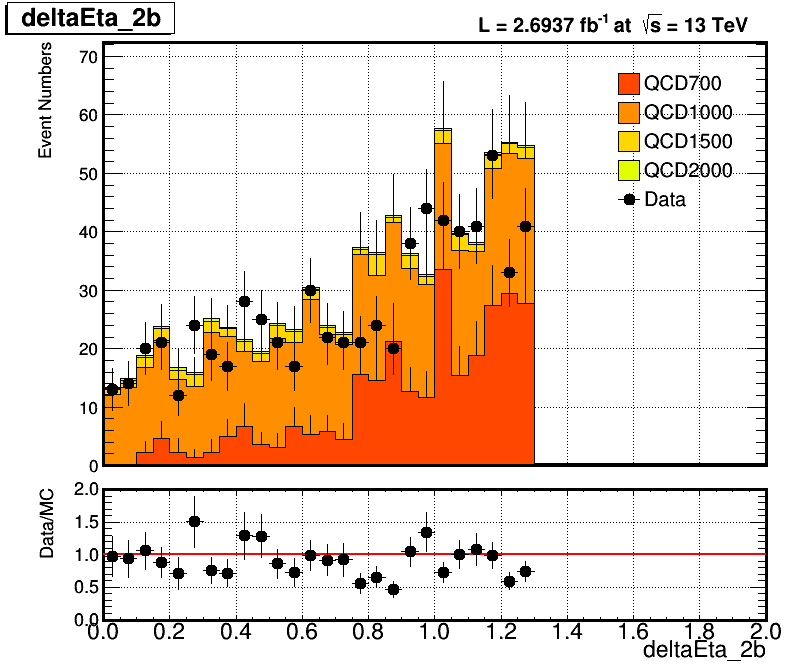 deltaEta_2b
L = 2.6937 fb-1 at √s = 13 TeV
Event Numbers
70
60
50
40
30
20
10
0
QCD700
QCD1000
QCD1500
QCD2000
Data
Data/MC
2.0
1.5
1.0
0.5
0.0
0.0 0.2 0.4 0.6 0.8 1.0 1.2 1.4 1.6 1.8 2.0
deltaEta_2b